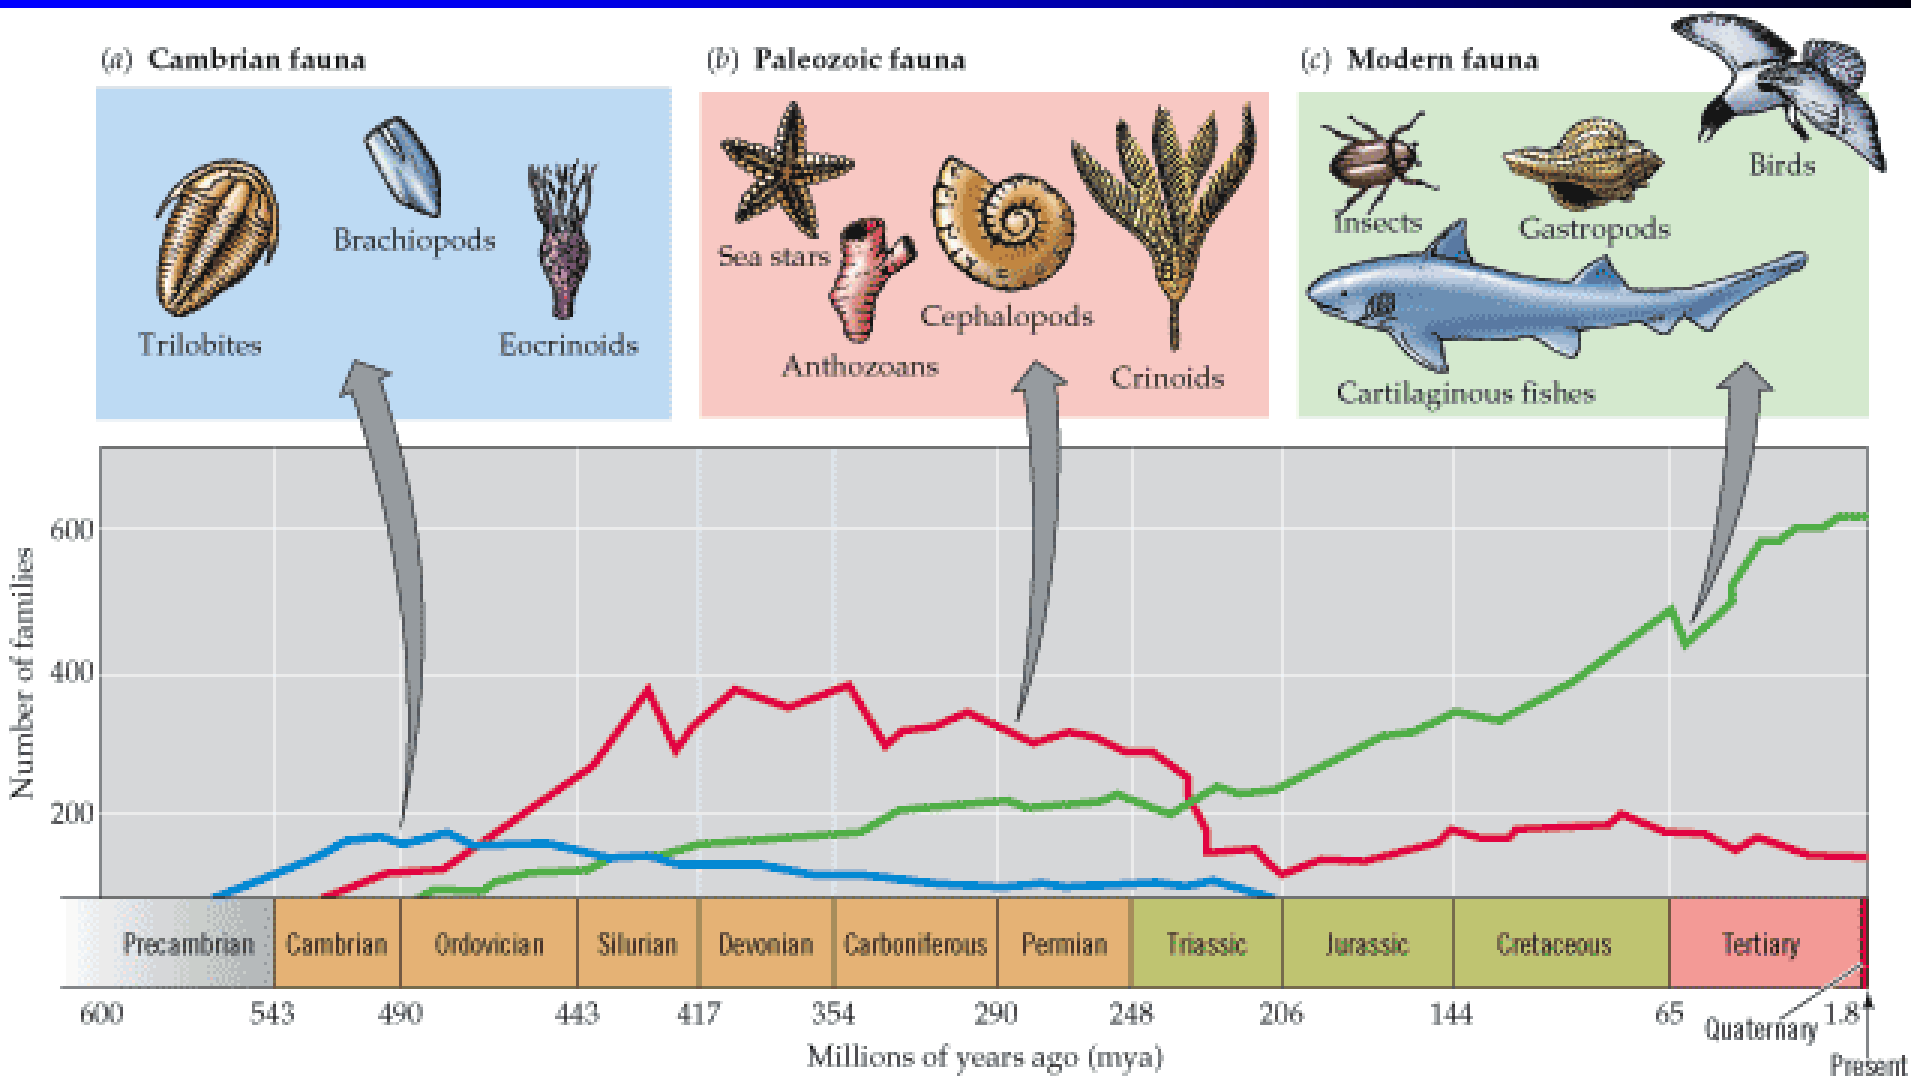 (a) Cambrian fauna
(b) Paleozoic fauna
(c) Modern fauna
Trilobites
Brachiopods
Eocrinoids
Sea stars
Anthozoans
Cephalopods
Crinoids
Insects
Gastropods
Birds
Cartilaginous fishes
Number of families
600
400
200
Precambrian Cambrian Ordovician Silurian Devonian Carboniferous Permian Triassic Jurassic Cretaceous Tertiary
600 543 490 443 417 354 290 248 206 144 65 1.8
Quaternary
Present
Millions of years ago (mya)